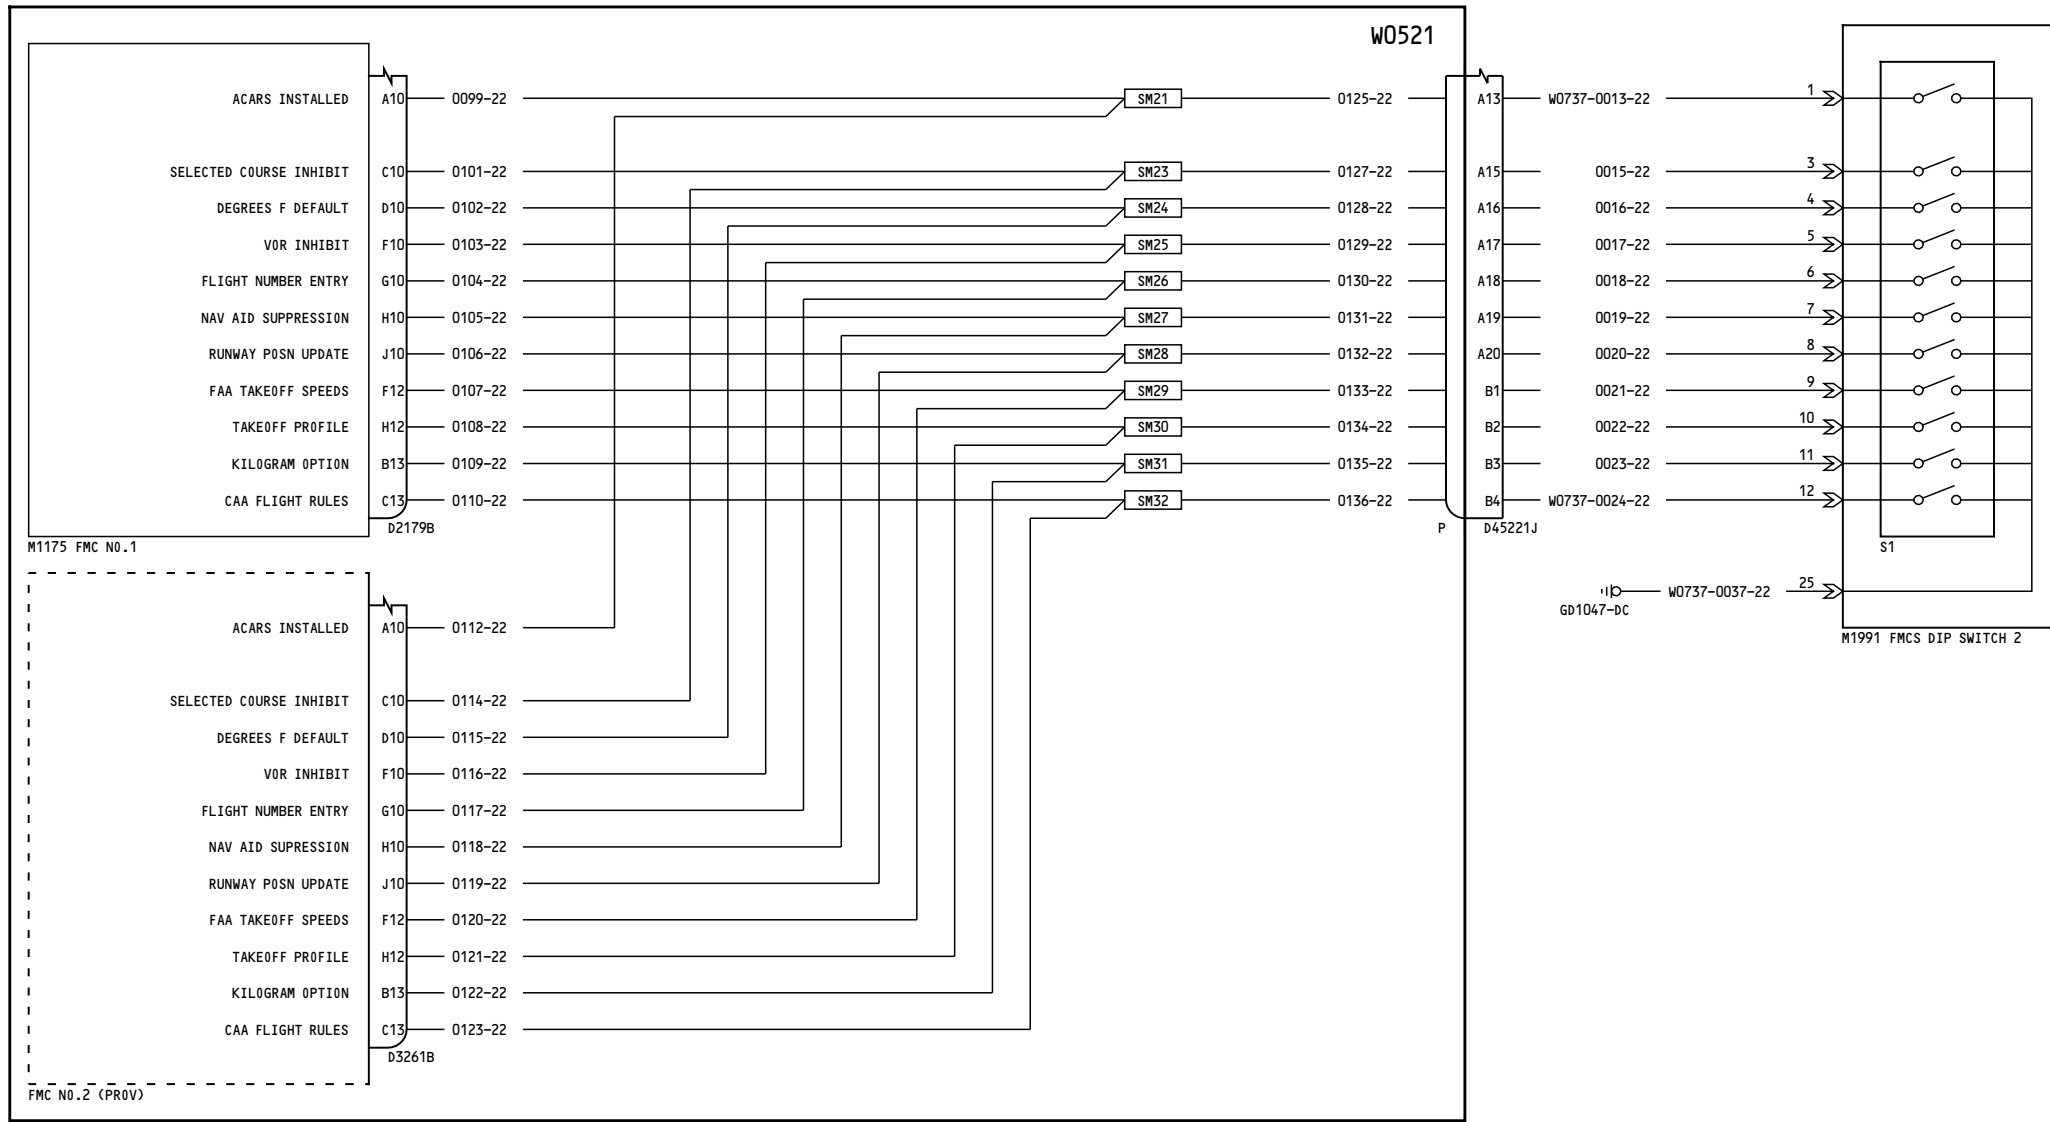 W0521
ACARS INSTALLED A10 0099-22 SM21 0125-22 A13 W0737-0013-22 1
SELECTED COURSE INHIBIT C10 0101-22 SM23 0127-22 A15 0015-22 3
DEGREES F DEFAULT D10 0102-22 SM24 0128-22 A16 0016-22 4
VOR INHIBIT F10 0103-22 SM25 0129-22 A17 0017-22 5
FLIGHT NUMBER ENTRY G10 0104-22 SM26 0130-22 A18 0018-22 6
NAV AID SUPPRESSION H10 0105-22 SM27 0131-22 A19 0019-22 7
RUNWAY POSN UPDATE J10 0106-22 SM28 0132-22 A20 0020-22 8
FAA TAKEOFF SPEEDS F12 0107-22 SM29 0133-22 B1 0021-22 9
TAKEOFF PROFILE H12 0108-22 SM30 0134-22 B2 0022-22 10
KILOGRAM OPTION B13 0109-22 SM31 0135-22 B3 0023-22 11
CAA FLIGHT RULES C13 0110-22 SM32 0136-22 B4 W0737-0024-22 12
D2179B P D45221J
M1175 FMC NO.1 S1
W0737-0037-22 25
GD1047-DC
ACARS INSTALLED A10 0112-22
M1991 FMCS DIP SWITCH 2
SELECTED COURSE INHIBIT C10 0114-22
DEGREES F DEFAULT D10 0115-22
VOR INHIBIT F10 0116-22
FLIGHT NUMBER ENTRY G10 0117-22
NAV AID SUPRESSION H10 0118-22
RUNWAY POSN UPDATE J10 0119-22
FAA TAKEOFF SPEEDS F12 0120-22
TAKEOFF PROFILE H12 0121-22
KILOGRAM OPTION B13 0122-22
CAA FLIGHT RULES C13 0123-22
D3261B
FMC NO.2 (PROV)